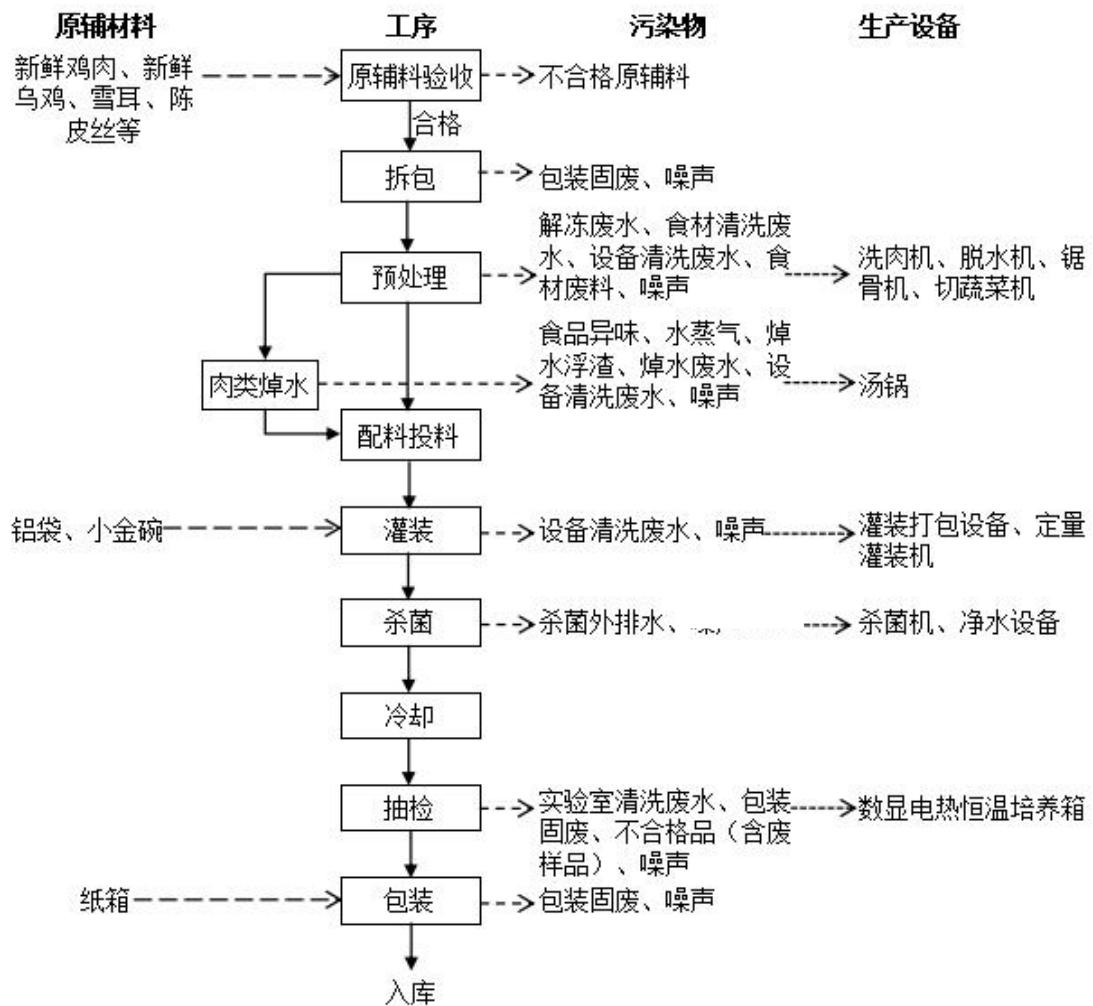 原辅材料 工序 污染物 生产设备
新鲜鸡肉、新鲜
乌鸡、雪耳、陈
皮丝等
原辅料验收
不合格原辅料
合格
拆包
包装固废、噪声
预处理
解冻废水、食材清洗废
水、设备清洗废水、食
材废料、噪声
洗肉机、脱水机、锯
骨机、切蔬菜机
肉类焯水
食品异味、水蒸气、焯
水浮渣、焯水废水、设
备清洗废水、噪声
汤锅
配料投料
铝袋、小金碗
灌装
设备清洗废水、噪声
灌装打包设备、定量
灌装机
杀菌
杀菌外排水、
杀菌机、净水设备
冷却
抽检
实验室清洗废水、包装
固废、不合格品（含废
样品）、噪声
数显电热恒温培养箱
纸箱
包装
包装固废、噪声
入库